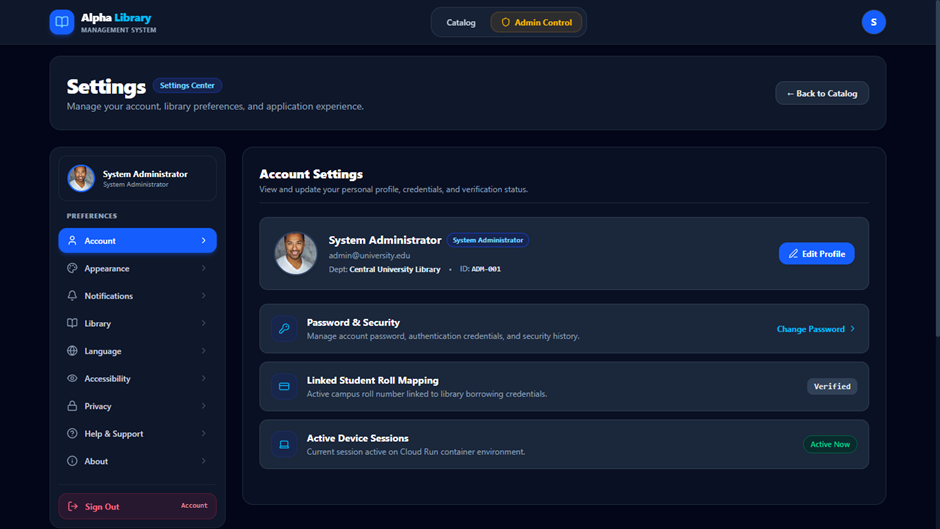 Alpha Library
MANAGEMENT SYSTEM
Catalog
Admin Control
S
Settings
Settings Center
Manage your account, library preferences, and application experience.
← Back to Catalog
System Administrator
System Administrator
PREFERENCES
Account
Appearance
Notifications
Library
Language
Accessibility
Privacy
Help & Support
About
Sign Out
Account
Account Settings
View and update your personal profile, credentials, and verification status.
System Administrator
System Administrator
admin@university.edu
Dept: Central University Library • ID: ADM-001
Edit Profile
Password & Security
Manage account password, authentication credentials, and security history.
Change Password
Linked Student Roll Mapping
Active campus roll number linked to library borrowing credentials.
Verified
Active Device Sessions
Current session active on Cloud Run container environment.
Active Now